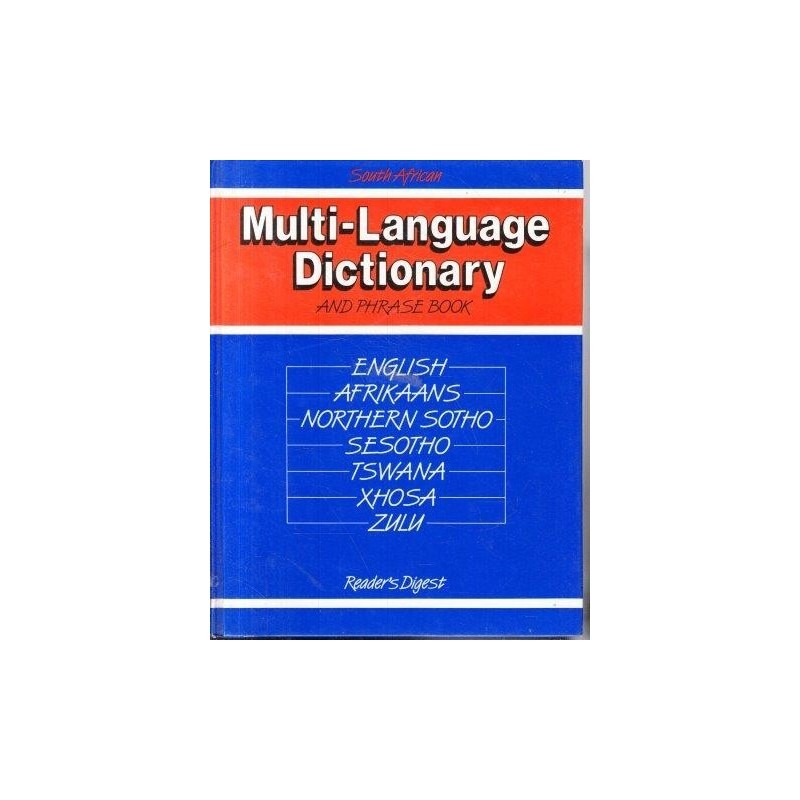 South African
Multi-Language
Dictionary
AND PHRASE BOOK
ENGLISH
AFRIKAANS
NORTHERN SOTHO
SESOTHO
TSWANA
XHOSA
ZULU
Reader's Digest